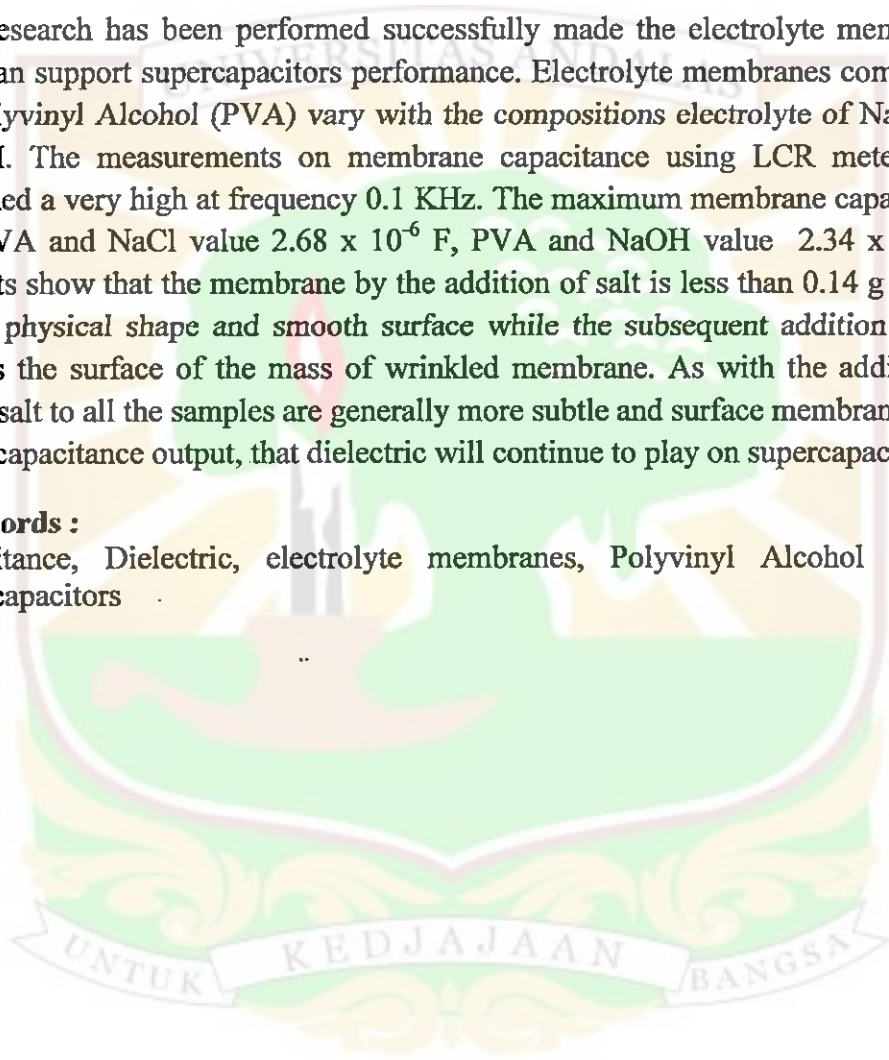 esearch has been performed successfully made the electrolyte mem
an support supercapacitors performance. Electrolyte membranes com
yvinyl Alcohol (PVA) vary with the compositions electrolyte of Na
I. The measurements on membrane capacitance using LCR mete
ed a very high at frequency 0.1 KHz. The maximum membrane capa
VA and NaCl value 2.68 x 10⁻⁶ F, PVA and NaOH value 2.34 x
ts show that the membrane by the addition of salt is less than 0.14 g
physical shape and smooth surface while the subsequent addition
s the surface of the mass of wrinkled membrane. As with the addi
salt to all the samples are generally more subtle and surface membran
capacitance output, that dielectric will continue to play on supercapac
ords :
itance, Dielectric, electrolyte membranes, Polyvinyl Alcohol
capacitors
UNIVERSITAS ANDALAS
UNTUK KEDJAJAAN BANGSA